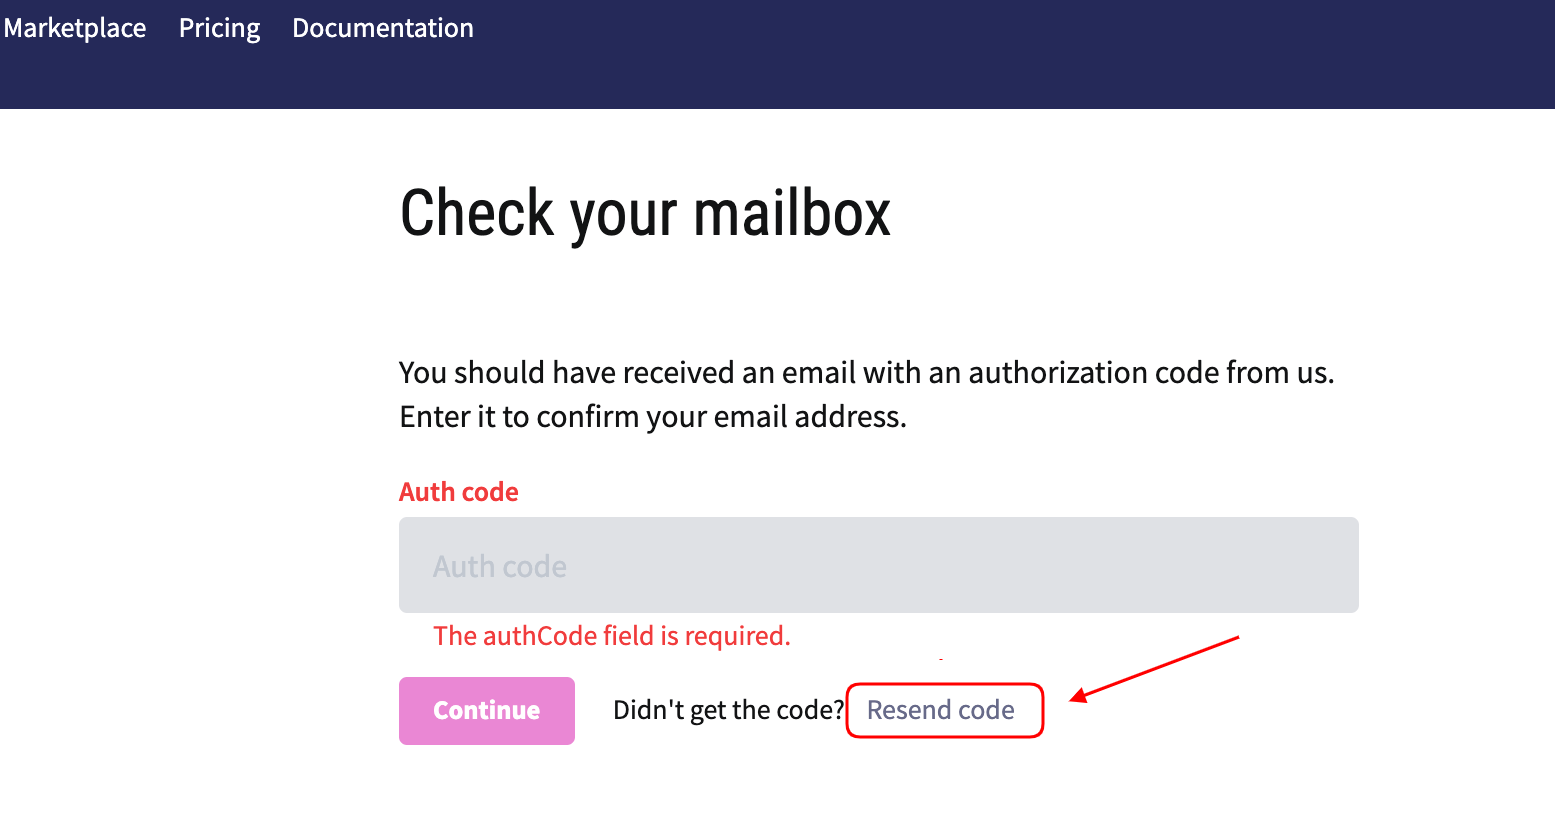 Marketplace Pricing Documentation
Check your mailbox
You should have received an email with an authorization code from us.
Enter it to confirm your email address.
Auth code
Auth code
The authCode field is required.
Continue Didn't get the code? Resend code